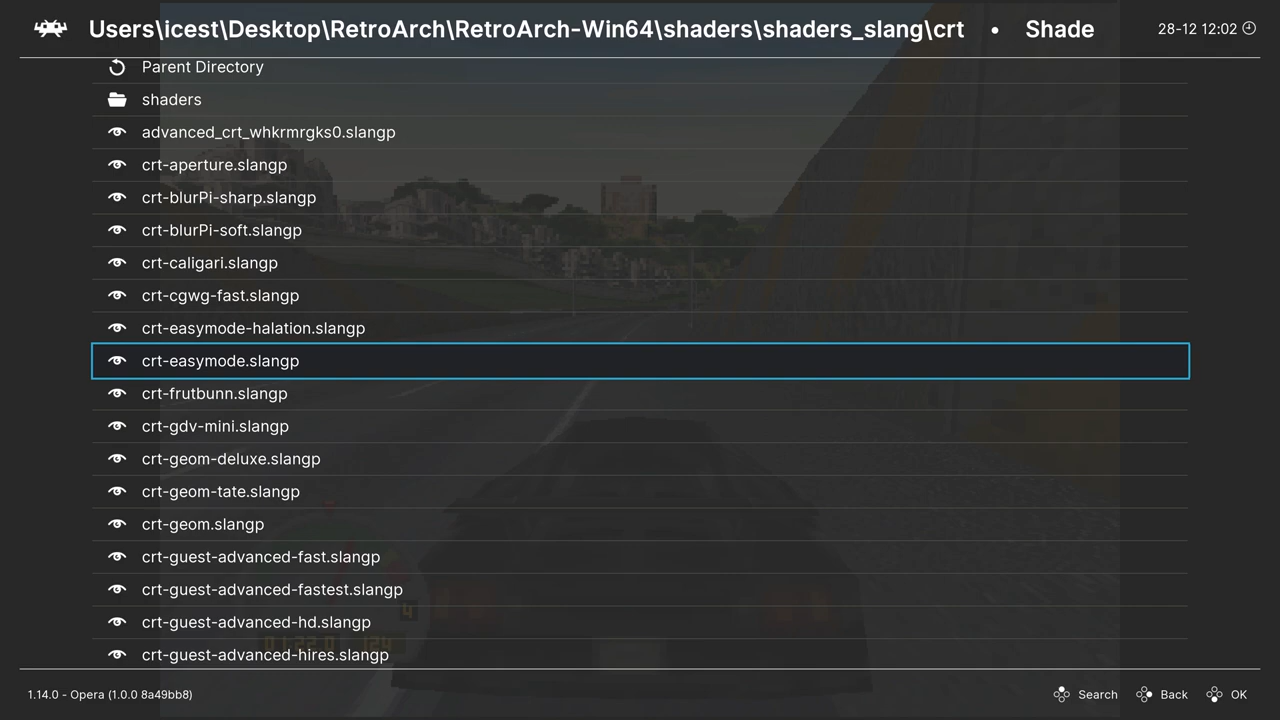 Users\icest\Desktop\RetroArch\RetroArch-Win64\shaders\shaders_slang\crt • Shade 28-12 12:02
Parent Directory
shaders
advanced_crt_whkrmrgks0.slangp
crt-aperture.slangp
crt-blurPi-sharp.slangp
crt-blurPi-soft.slangp
crt-caligari.slangp
crt-cgwg-fast.slangp
crt-easymode-halation.slangp
crt-easymode.slangp
crt-frutbunn.slangp
crt-gdv-mini.slangp
crt-geom-deluxe.slangp
crt-geom-tate.slangp
crt-geom.slangp
crt-guest-advanced-fast.slangp
crt-guest-advanced-fastest.slangp
4
crt-guest-advanced-hd.slangp
crt-guest-advanced-hires.slangp
1.14.0 - Opera (1.0.0 8a49bb8) Search Back OK